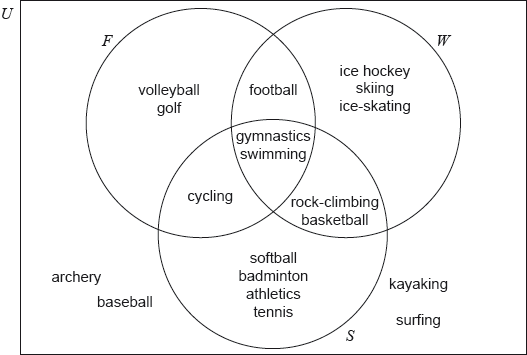 U
F
W
volleyball
golf
football
ice hockey
skiing
ice-skating
gymnastics
swimming
cycling
rock-climbing
basketball
softball
badminton
athletics
tennis
archery
baseball
kayaking
surfing
S